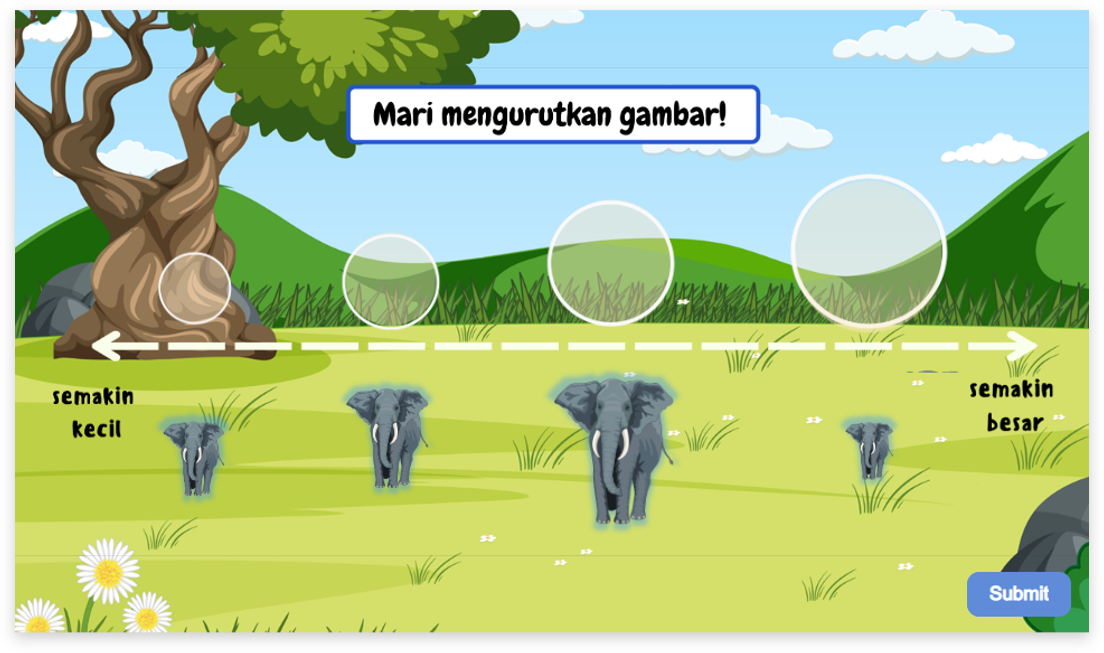 Mari mengurutkan gambar!
semakin
kecil
semakin
besar
Submit